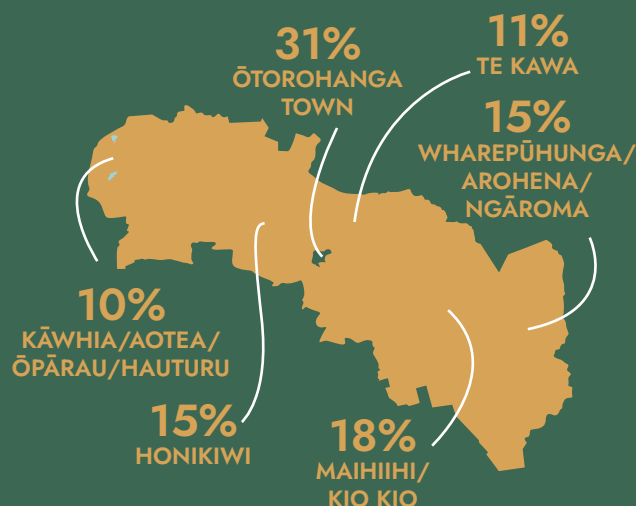 31%
ŌTOROHANGA
TOWN
11%
TE KAWA
15%
WHAREPŪHUNGA/
AROHENA/
NGĀROMA
10%
KĀWHIA/AOTEA/
ŌPĀRAU/HAUTURU
15%
HONIKIWI
18%
MAIHIIHI/
KIO KIO